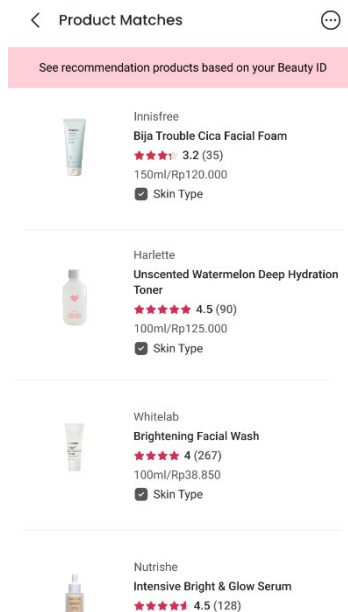 Product Matches
See recommendation products based on your Beauty ID
Innisfree
Bija Trouble Cica Facial Foam
3.2 (35)
150ml/Rp120.000
Skin Type
Harlette
Unscented Watermelon Deep Hydration
Toner
4.5 (90)
100ml/Rp125.000
Skin Type
Whitelab
Brightening Facial Wash
4 (267)
100ml/Rp38.850
Skin Type
Nutrishe
Intensive Bright & Glow Serum
4.5 (128)